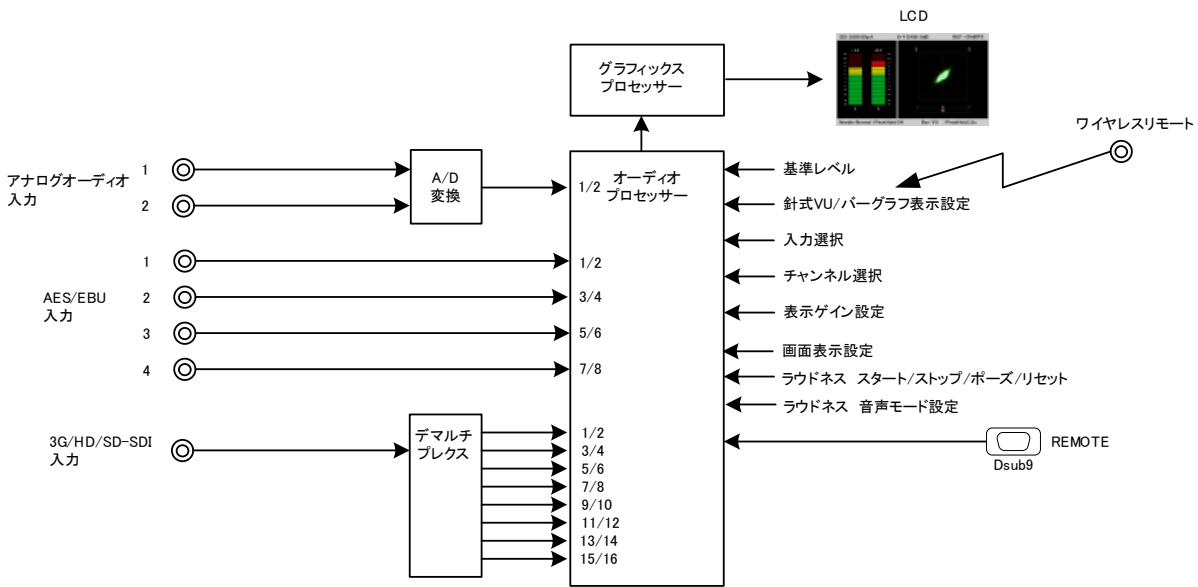 LCD
グラフィックス
プロセッサー
ワイヤレスリモート
アナログオーディオ
入力
1
2
A/D
変換
1/2
オーディオ
プロセッサー
基準レベル
針式VU/バーグラフ表示設定
入力選択
チャンネル選択
表示ゲイン設定
画面表示設定
ラウドネス スタート/ストップ/ポーズ/リセット
ラウドネス 音声モード設定
AES/EBU
入力
1
2
3
4
1/2
3/4
5/6
7/8
3G/HD/SD-SDI
入力
デマルチ
プレクス
1/2
3/4
5/6
7/8
9/10
11/12
13/14
15/16
REMOTE
Dsub9